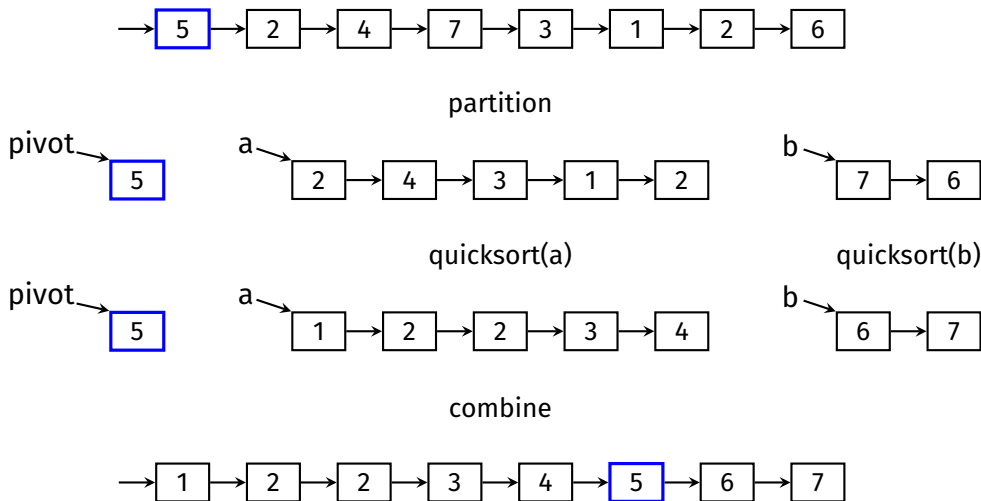 5 2 4 7 3 1 2 6
partition
pivot a b
5 2 4 3 1 2 7 6
quicksort(a) quicksort(b)
pivot a b
5 1 2 2 3 4 6 7
combine
1 2 2 3 4 5 6 7